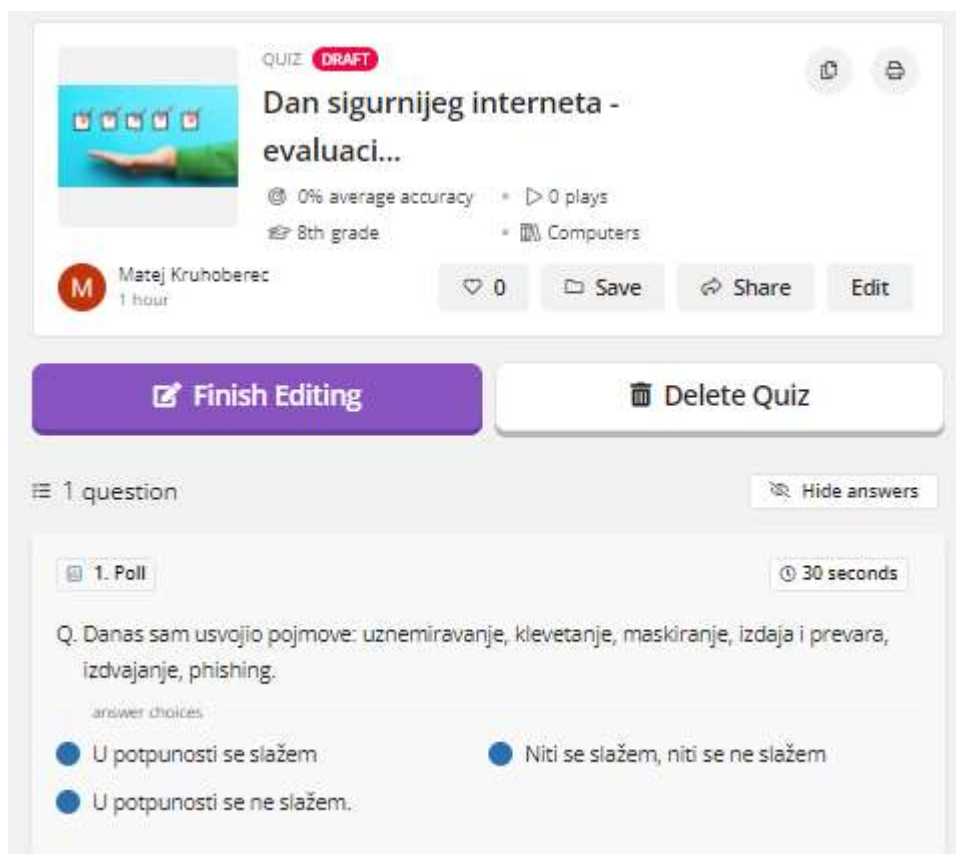 QUIZ DRAFT
Dan sigurnijeg interneta -
evaluaci...
0% average accuracy • 0 plays
8th grade • Computers
M Matej Kruhoberec
1 hour
0 Save Share Edit
Finish Editing Delete Quiz
1 question Hide answers
1. Poll 30 seconds
Q. Danas sam usvojio pojmove: uznemiravanje, klevetanje, maskiranje, izdaja i prevara,
izdvajanje, phishing.
answer choices
U potpunosti se slažem Niti se slažem, niti se ne slažem
U potpunosti se ne slažem.